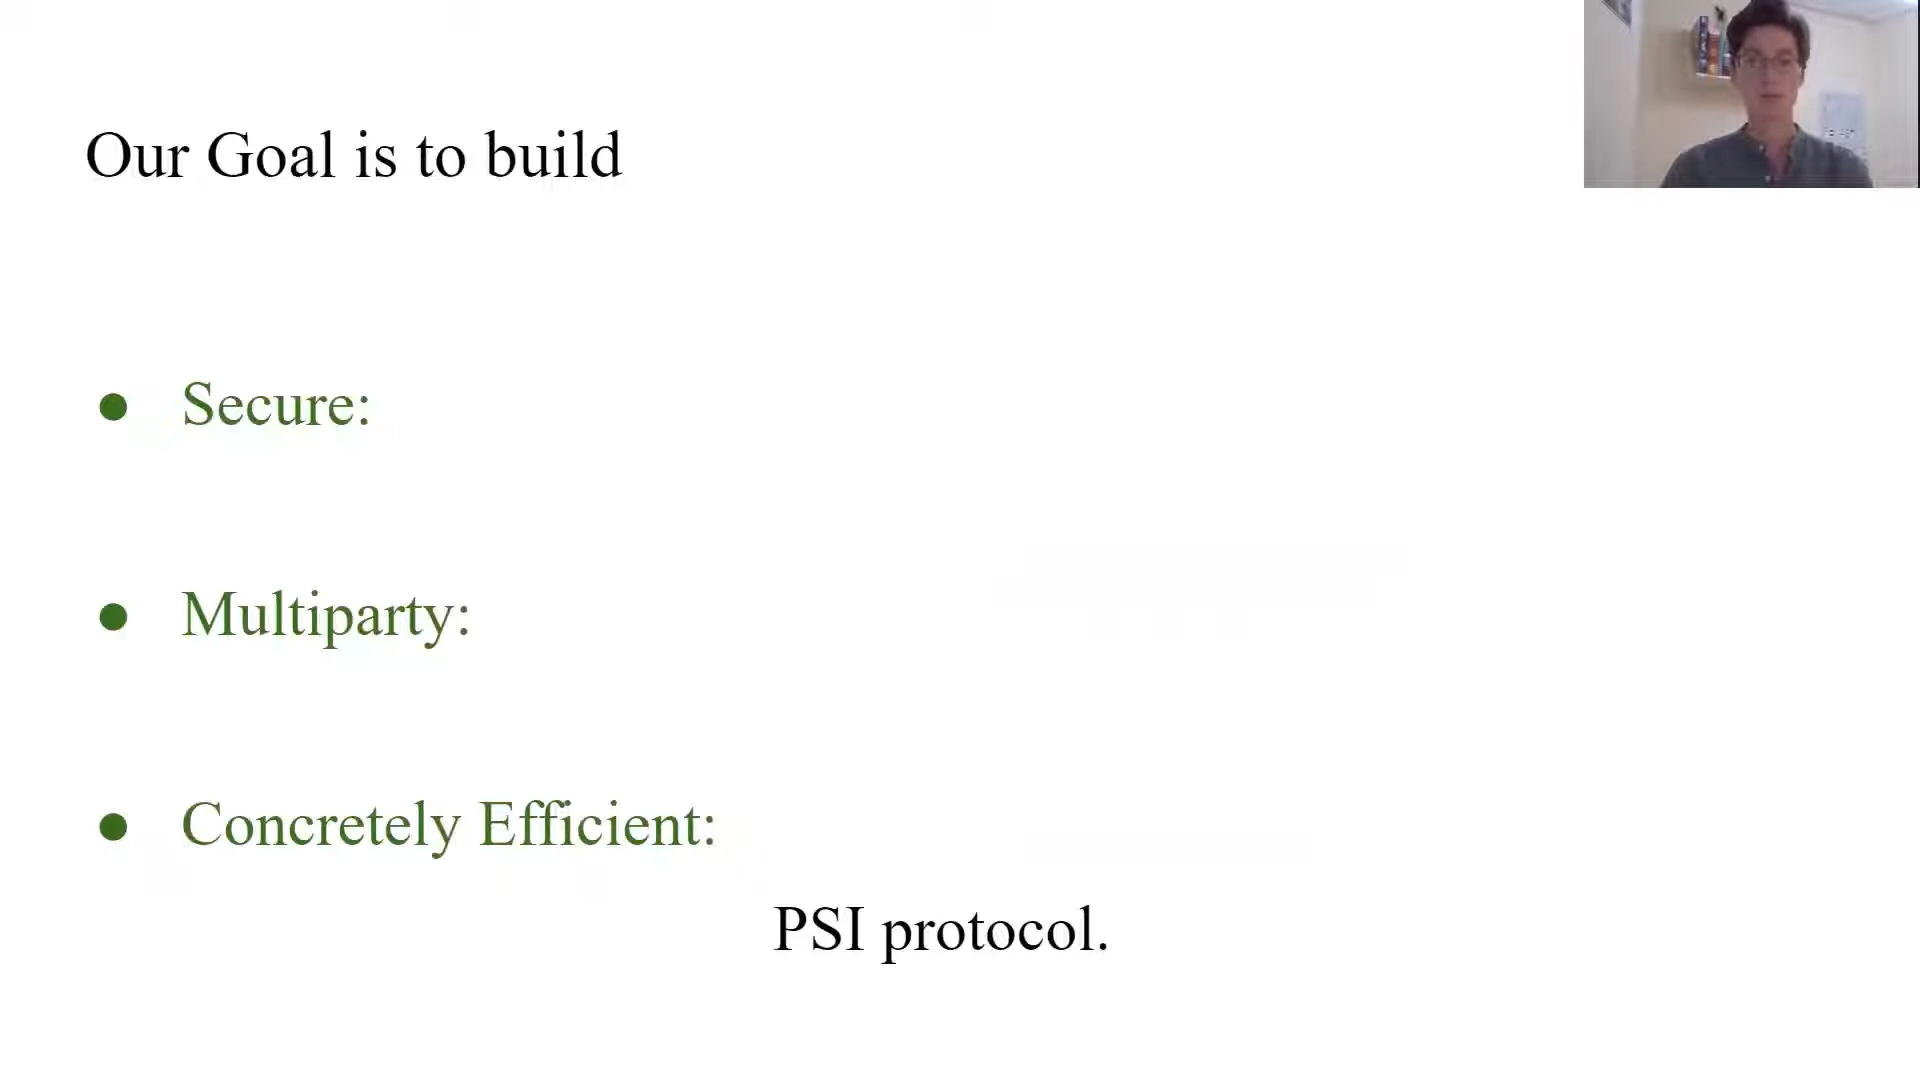 Our Goal is to build
● Secure:
● Multiparty:
● Concretely Efficient:
PSI protocol.